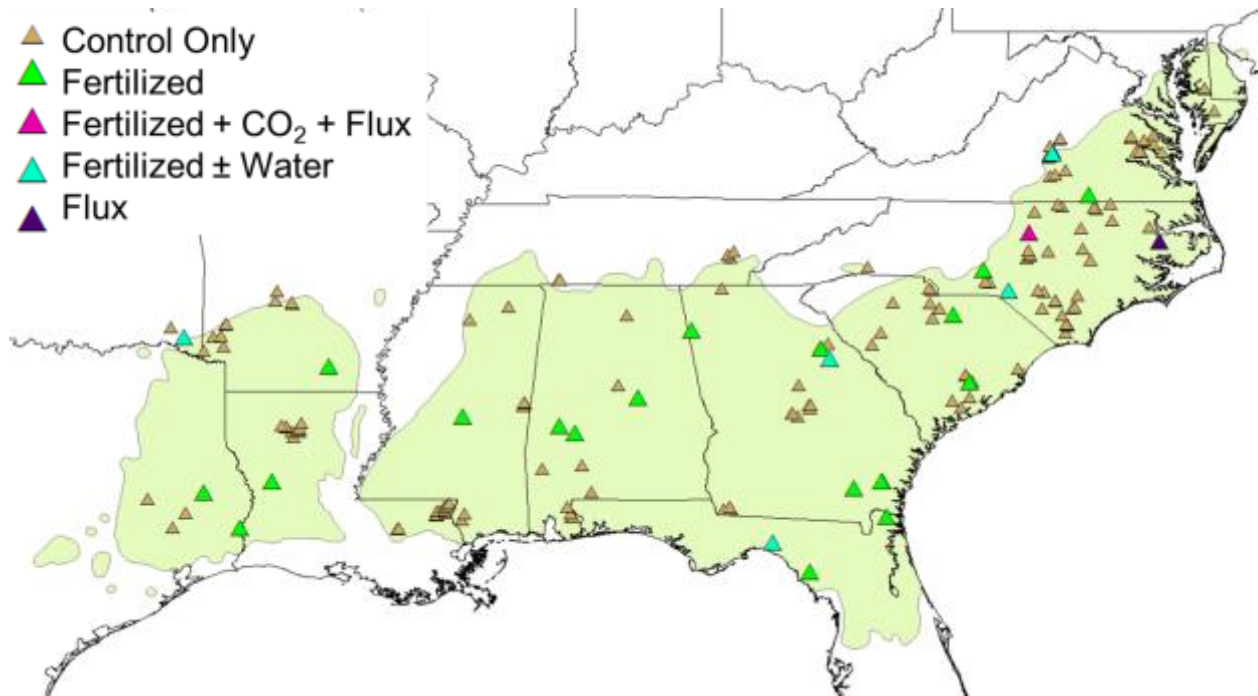 Control Only
Fertilized
Fertilized + CO₂ + Flux
Fertilized ± Water
Flux